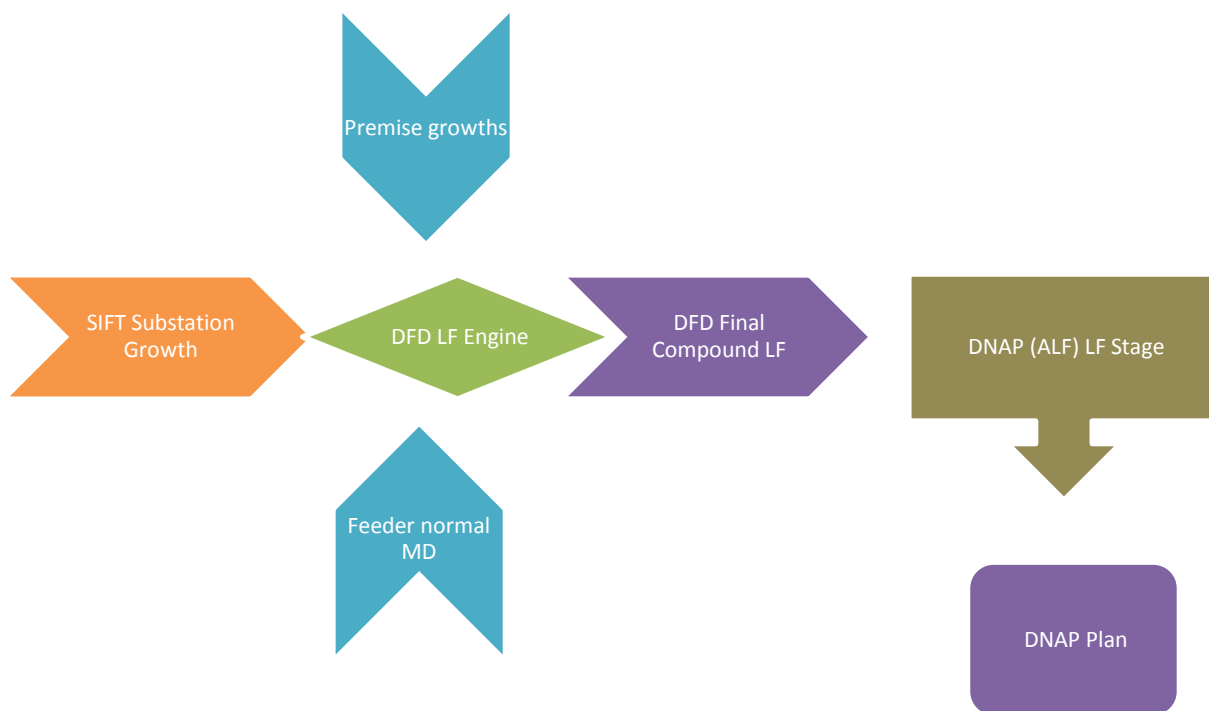 Premise growths
SIFT Substation
Growth
DFD LF Engine
DFD Final
Compound LF
DNAP (ALF) LF Stage
Feeder normal
MD
DNAP Plan